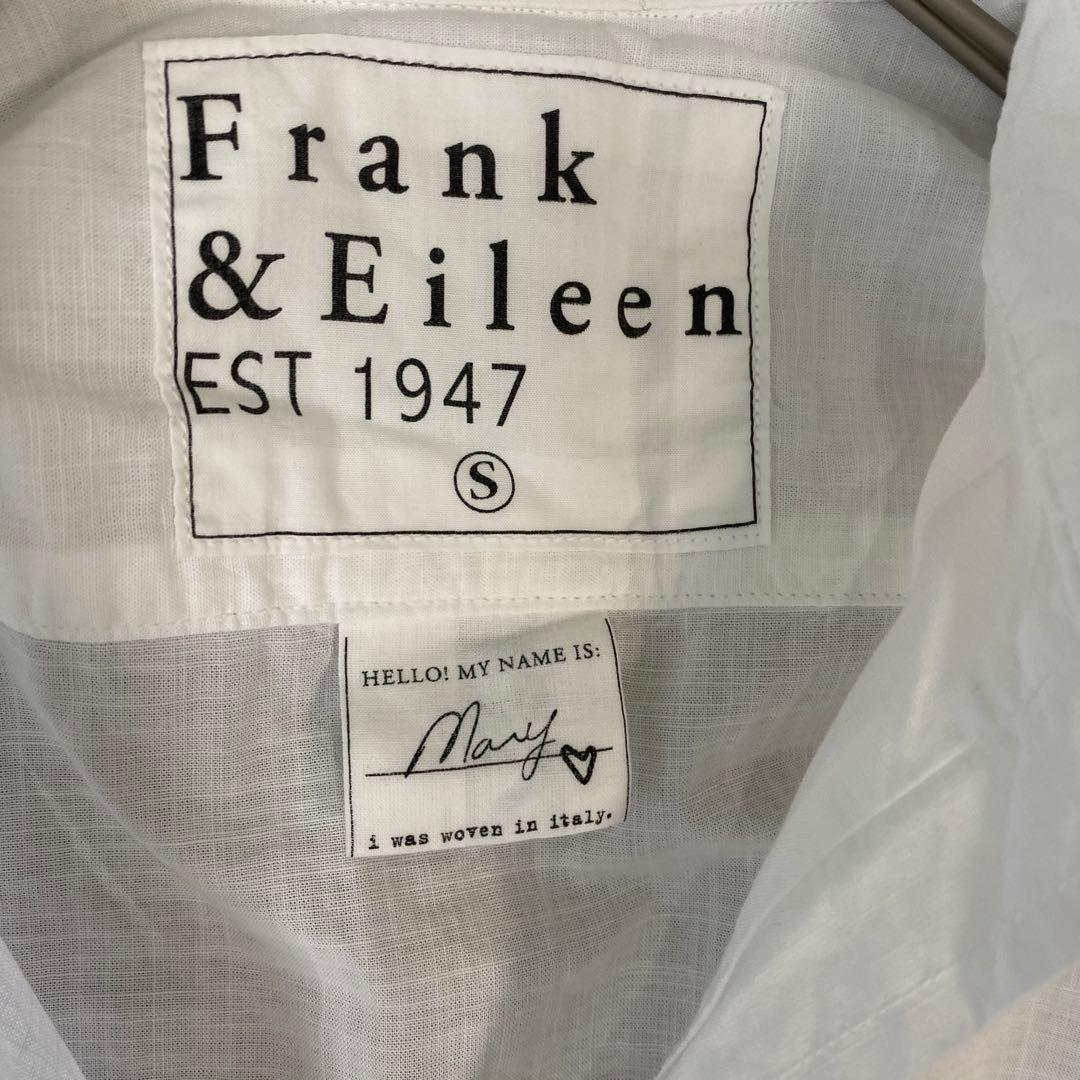 Frank
& Eileen
EST 1947
S
HELLO! MY NAME IS:
Mary
i was woven in italy.